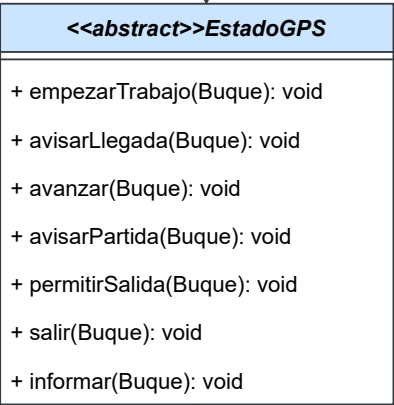 <<abstract>>EstadoGPS
+ empezarTrabajo(Buque): void
+ avisarLlegada(Buque): void
+ avanzar(Buque): void
+ avisarPartida(Buque): void
+ permitirSalida(Buque): void
+ salir(Buque): void
+ informar(Buque): void